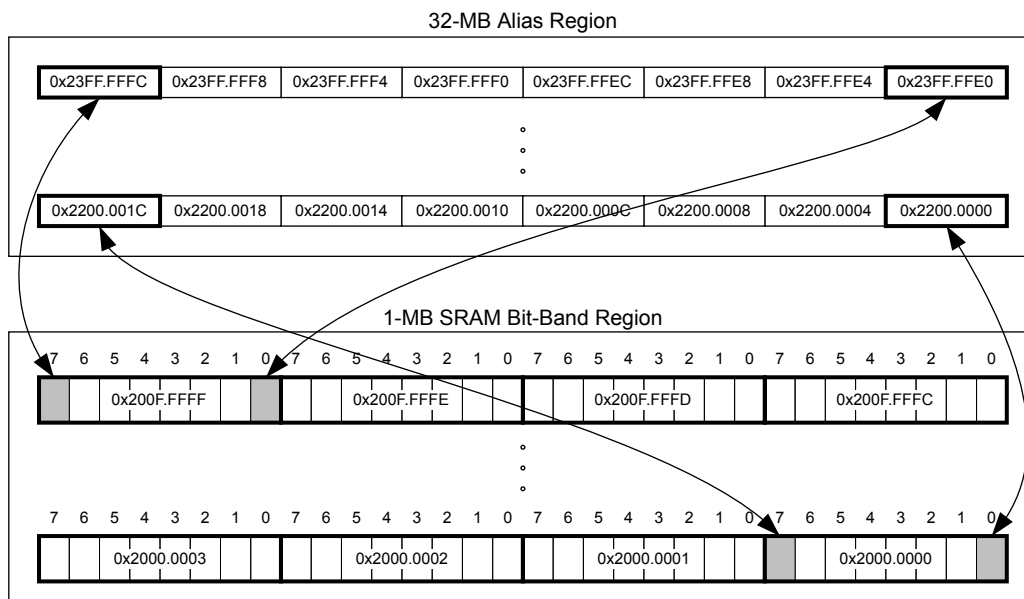 32-MB Alias Region
0x23FF.FFFC 0x23FF.FFF8 0x23FF.FFF4 0x23FF.FFF0 0x23FF.FFEC 0x23FF.FFE8 0x23FF.FFE4 0x23FF.FFE0
0x2200.001C 0x2200.0018 0x2200.0014 0x2200.0010 0x2200.000C 0x2200.0008 0x2200.0004 0x2200.0000
1-MB SRAM Bit-Band Region
7 6 5 4 3 2 1 0 7 6 5 4 3 2 1 0 7 6 5 4 3 2 1 0 7 6 5 4 3 2 1 0
0x200F.FFFF 0x200F.FFFE 0x200F.FFFD 0x200F.FFFC
7 6 5 4 3 2 1 0 7 6 5 4 3 2 1 0 7 6 5 4 3 2 1 0 7 6 5 4 3 2 1 0
0x2000.0003 0x2000.0002 0x2000.0001 0x2000.0000